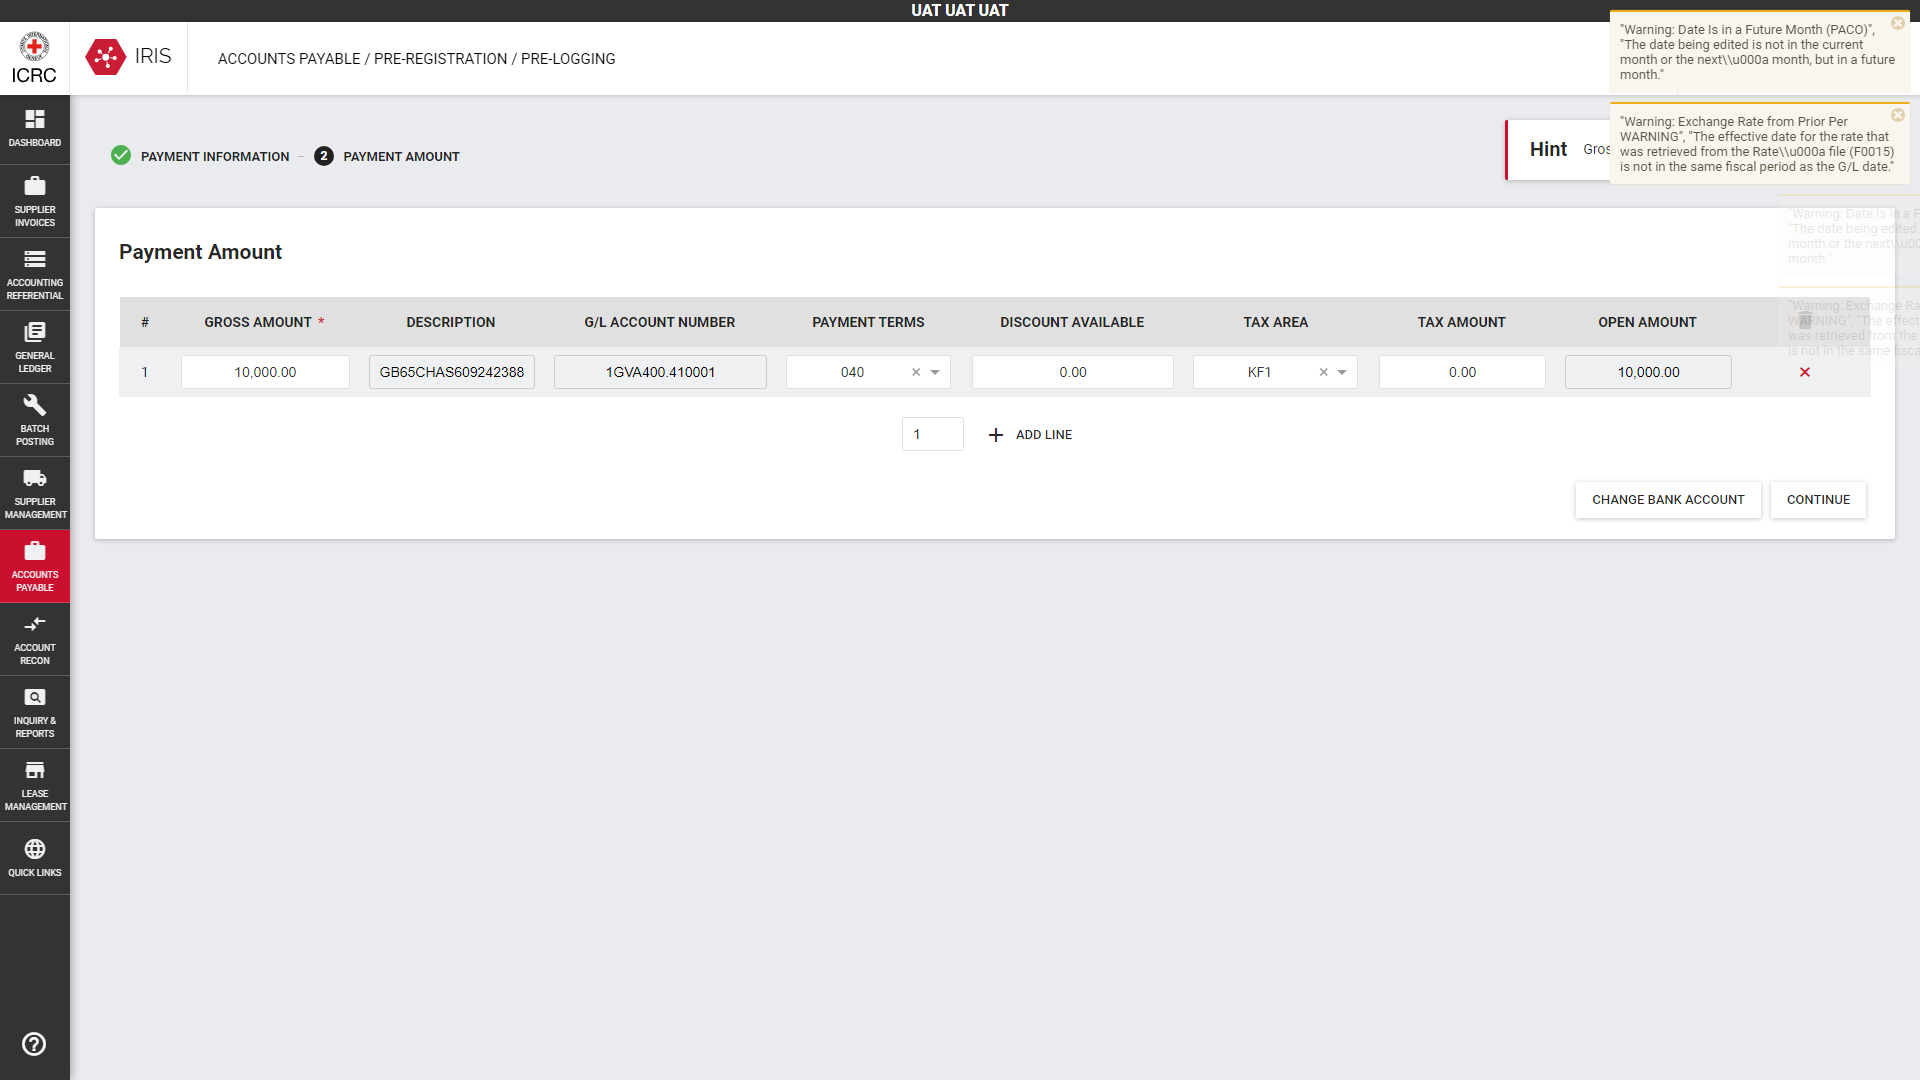 UAT UAT UAT
ICRC
IRIS
ACCOUNTS PAYABLE / PRE-REGISTRATION / PRE-LOGGING
"Warning: Date Is in a Future Month (PACO)",
"The date being edited is not in the current
month or the next\\u000a month, but in a future
month."
"Warning: Exchange Rate from Prior Per
WARNING", "The effective date for the rate that
was retrieved from the Rate\\u000a file (F0015)
is not in the same fiscal period as the G/L date."
"Warning: Date Is in a F
"The date being edited
month or the next\\u00
month."
"Warning: Exchange Ra
WARNING", "The effect
was retrieved from the
is not in the same fisca
DASHBOARD
SUPPLIER
INVOICES
ACCOUNTING
REFERENTIAL
GENERAL
LEDGER
BATCH
POSTING
SUPPLIER
MANAGEMENT
ACCOUNTS
PAYABLE
ACCOUNT
RECON
INQUIRY &
REPORTS
LEASE
MANAGEMENT
QUICK LINKS
PAYMENT INFORMATION
2 PAYMENT AMOUNT
Hint Gros
Payment Amount
# GROSS AMOUNT * DESCRIPTION G/L ACCOUNT NUMBER PAYMENT TERMS DISCOUNT AVAILABLE TAX AREA TAX AMOUNT OPEN AMOUNT
1 10,000.00 GB65CHAS609242388 1GVA400.410001 040 0.00 KF1 0.00 10,000.00
1 ADD LINE
CHANGE BANK ACCOUNT CONTINUE